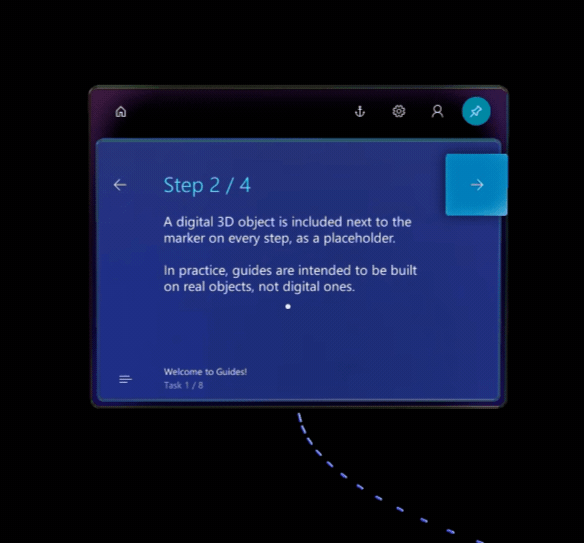 Step 2 / 4
A digital 3D object is included next to the
marker on every step, as a placeholder.
In practice, guides are intended to be built
on real objects, not digital ones.
Welcome to Guides!
Task 1 / 8